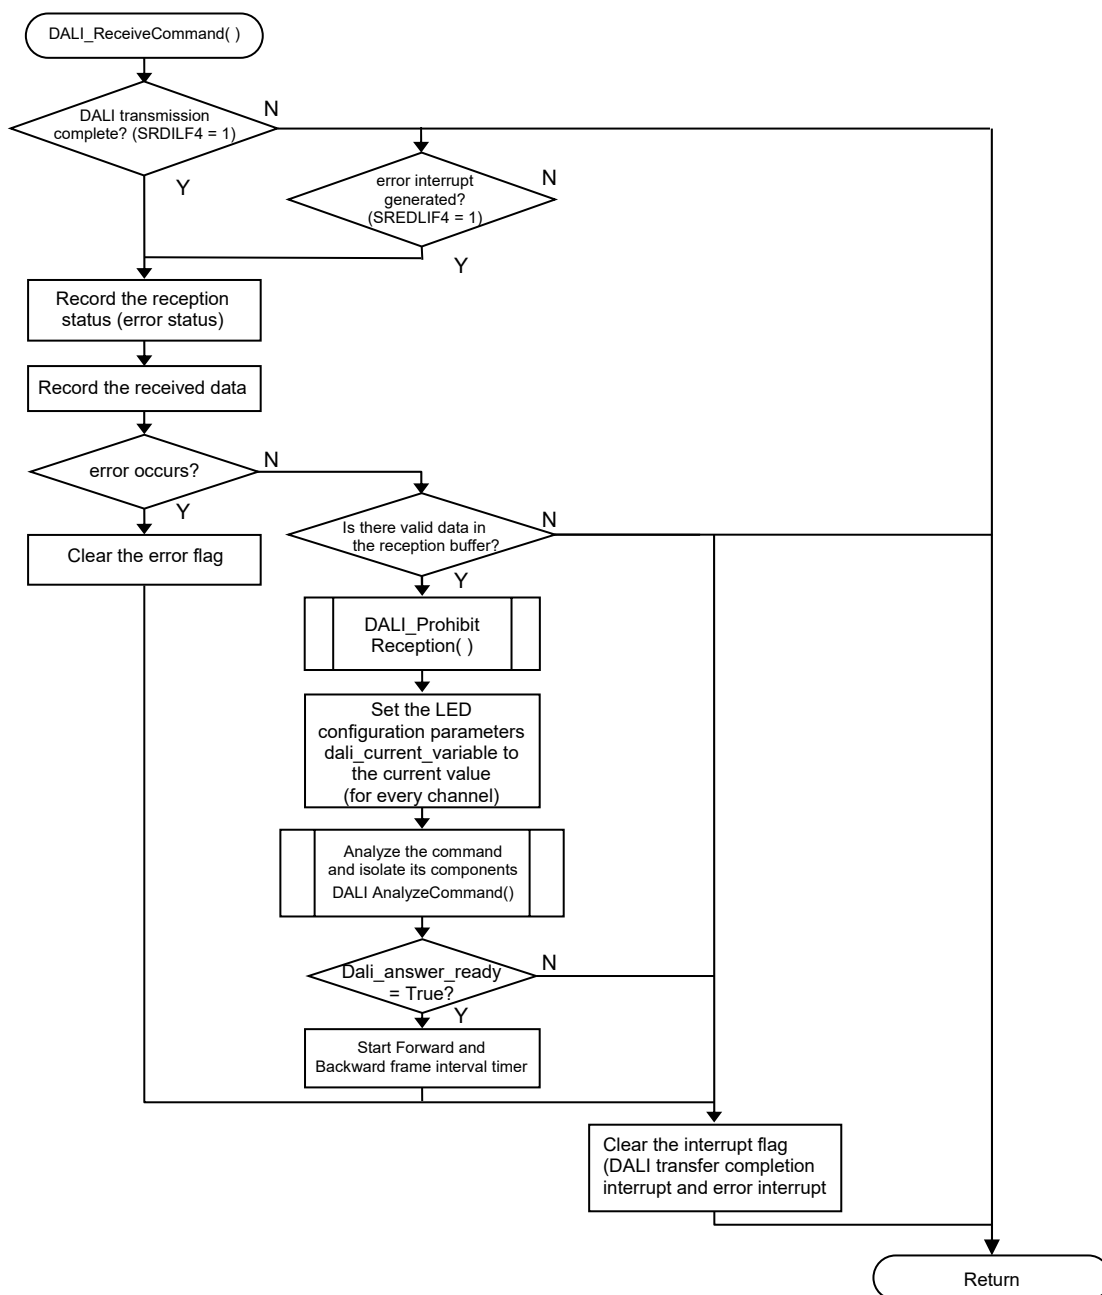 DALI_ReceiveCommand( )
DALI transmission
complete? (SRDILF4 = 1)
N
Y
error interrupt
generated?
(SREDLIF4 = 1)
N
Y
Record the reception
status (error status)
Record the received data
error occurs?
N
Y
Clear the error flag
Is there valid data in
the reception buffer?
N
Y
DALI_Prohibit
Reception( )
Set the LED
configuration parameters
dali_current_variable to
the current value
(for every channel)
Analyze the command
and isolate its components
DALI AnalyzeCommand()
Dali_answer_ready
= True?
N
Y
Start Forward and
Backward frame interval timer
Clear the interrupt flag
(DALI transfer completion
interrupt and error interrupt
Return